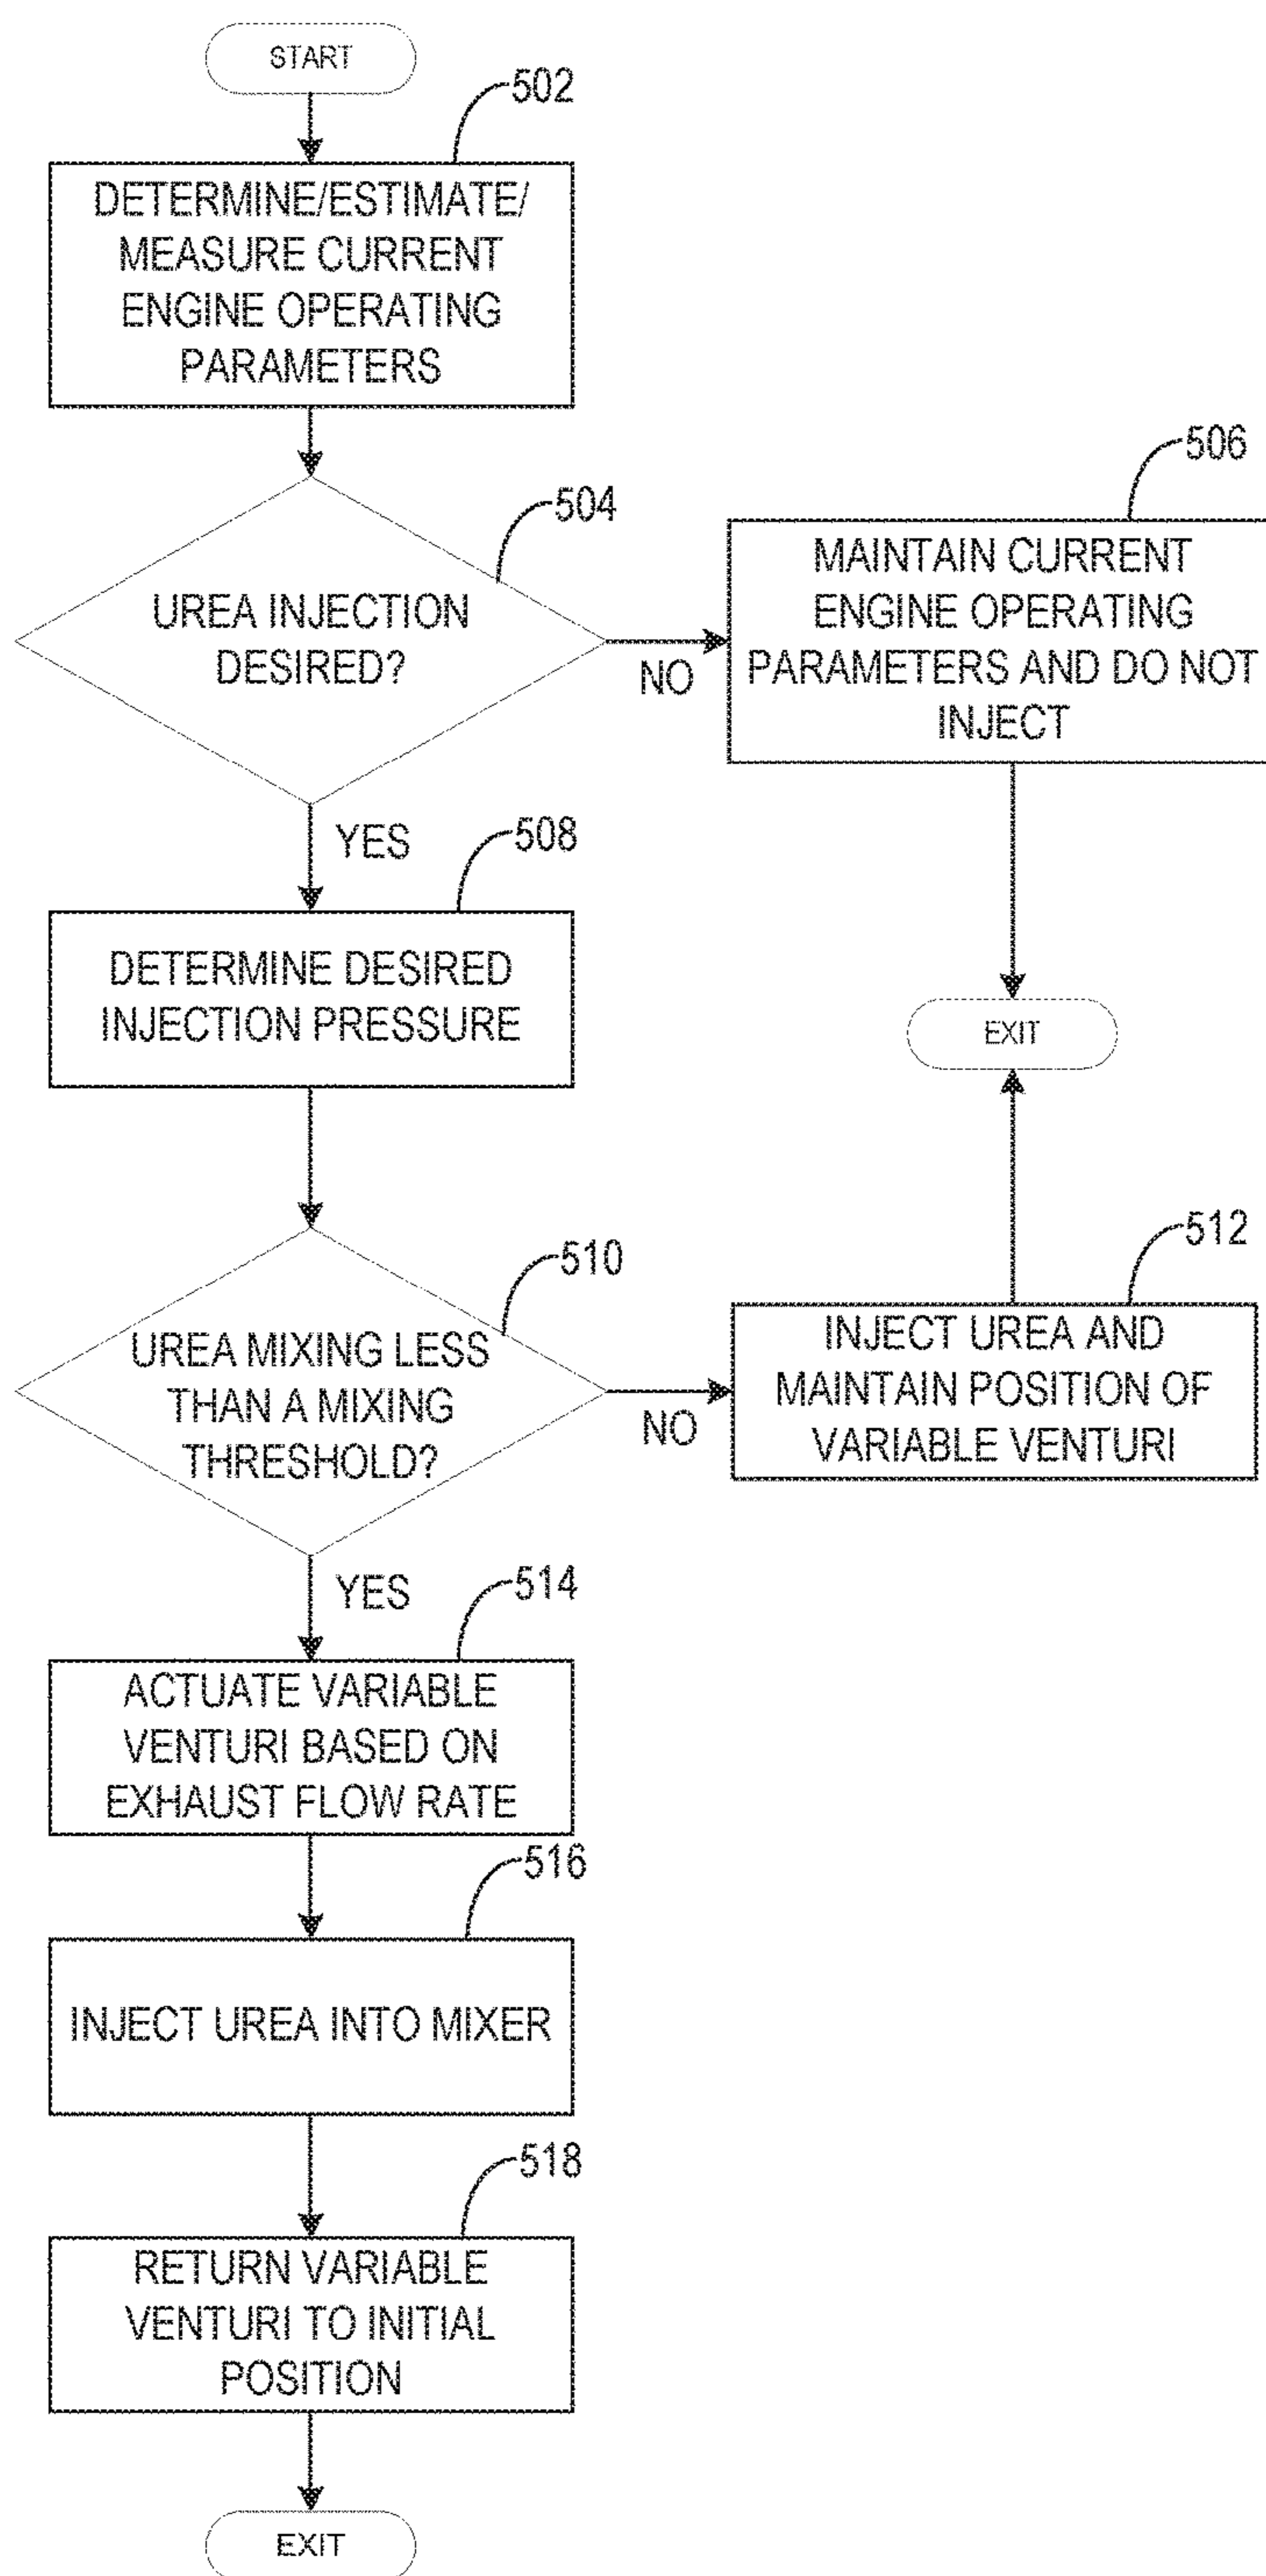 START
502
DETERMINE/ESTIMATE/
MEASURE CURRENT
ENGINE OPERATING
PARAMETERS
504
UREA INJECTION
DESIRED?
NO
506
MAINTAIN CURRENT
ENGINE OPERATING
PARAMETERS AND DO NOT
INJECT
YES
508
DETERMINE DESIRED
INJECTION PRESSURE
EXIT
510
UREA MIXING LESS
THAN A MIXING
THRESHOLD?
NO
512
INJECT UREA AND
MAINTAIN POSITION OF
VARIABLE VENTURI
YES
514
ACTUATE VARIABLE
VENTURI BASED ON
EXHAUST FLOW RATE
516
INJECT UREA INTO MIXER
518
RETURN VARIABLE
VENTURI TO INITIAL
POSITION
EXIT